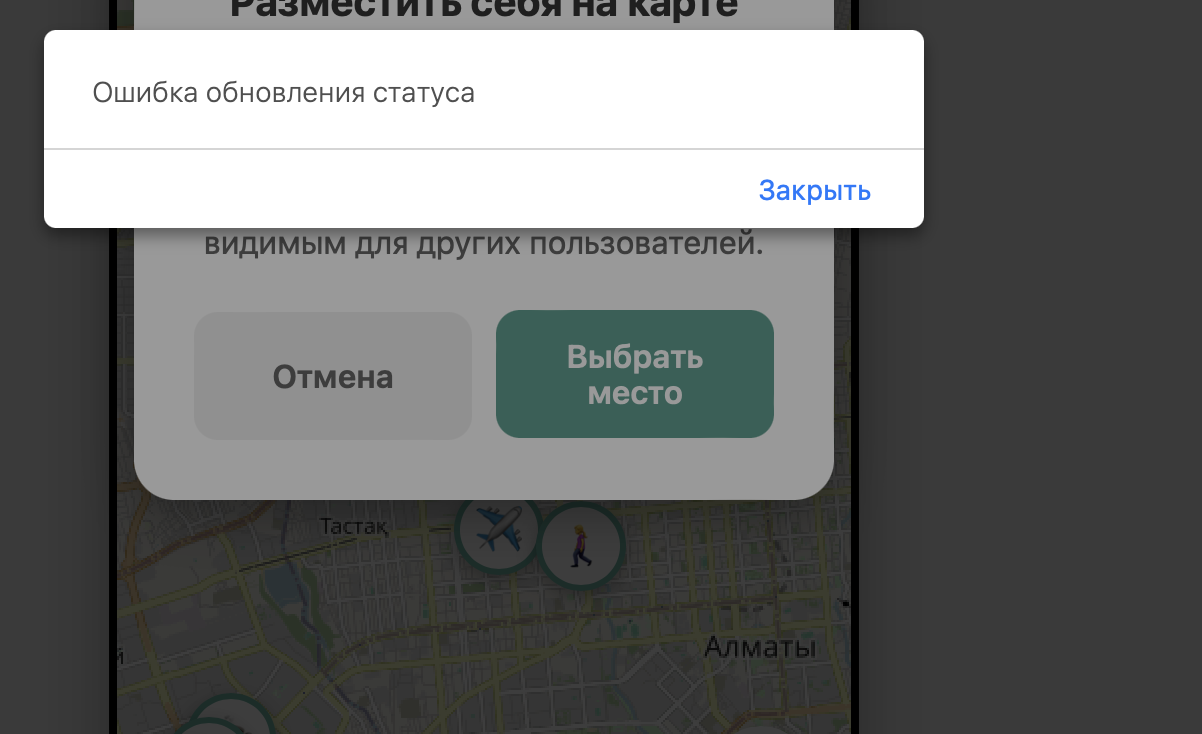 Разместить себя на карте
Ошибка обновления статуса
Закрыть
видимым для других пользователей.
Отмена
Выбрать
место
Тастақ
Алматы
й